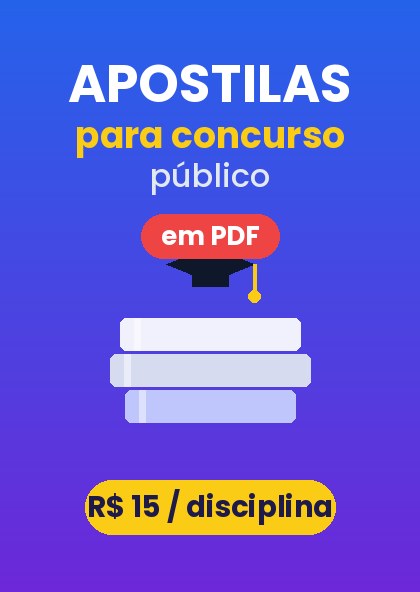 APOSTILAS
para concurso
público
em PDF
R$ 15 / disciplina